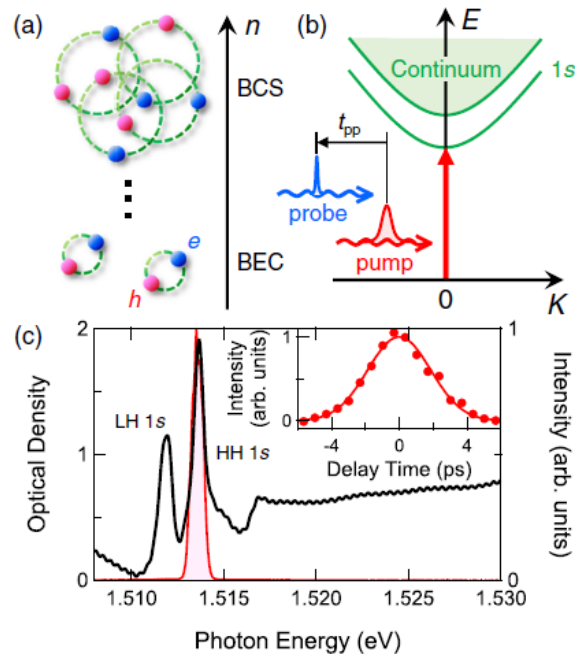 (a)
n
BCS
e
h
BEC
(b)
E
Continuum
1s
tpp
probe
pump
0
K
(c)
2
1
0
Optical Density
LH 1s
HH 1s
1
0
Intensity
(arb. units)
-4
0
4
Delay Time (ps)
1
0
Intensity (arb. units)
1.510
1.515
1.520
1.525
1.530
Photon Energy (eV)